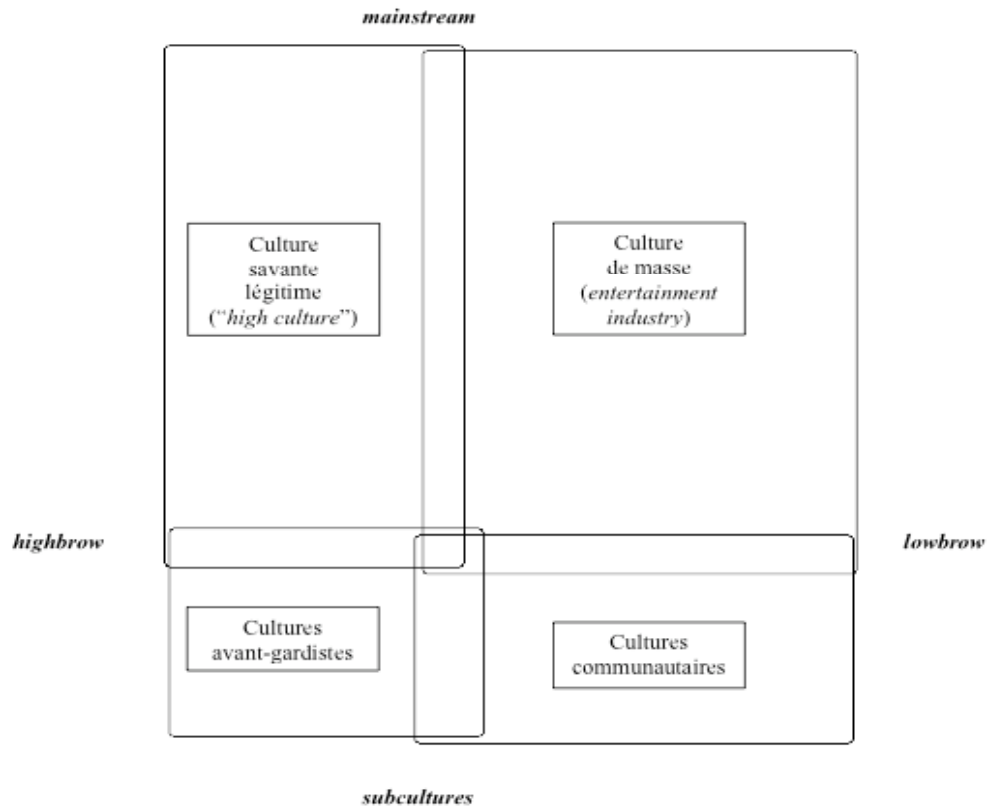 mainstream
Culture
savante
légitime
(“high culture”)
Culture
de masse
(entertainment
industry)
highbrow
lowbrow
Cultures
avant-gardistes
Cultures
communautaires
subcultures